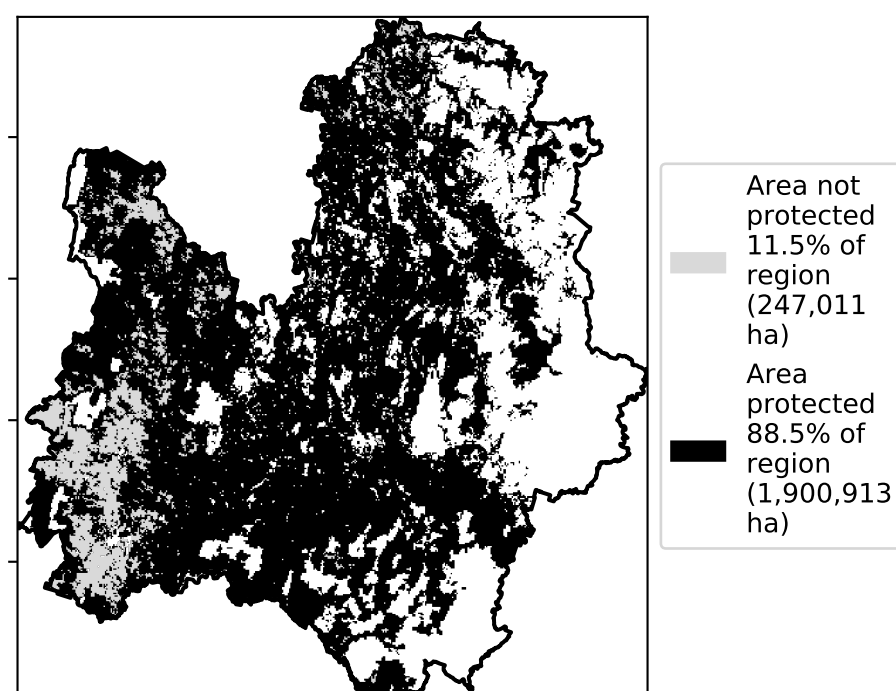 Area not
protected
11.5% of
region
(247,011
ha)
Area
protected
88.5% of
region
(1,900,913
ha)